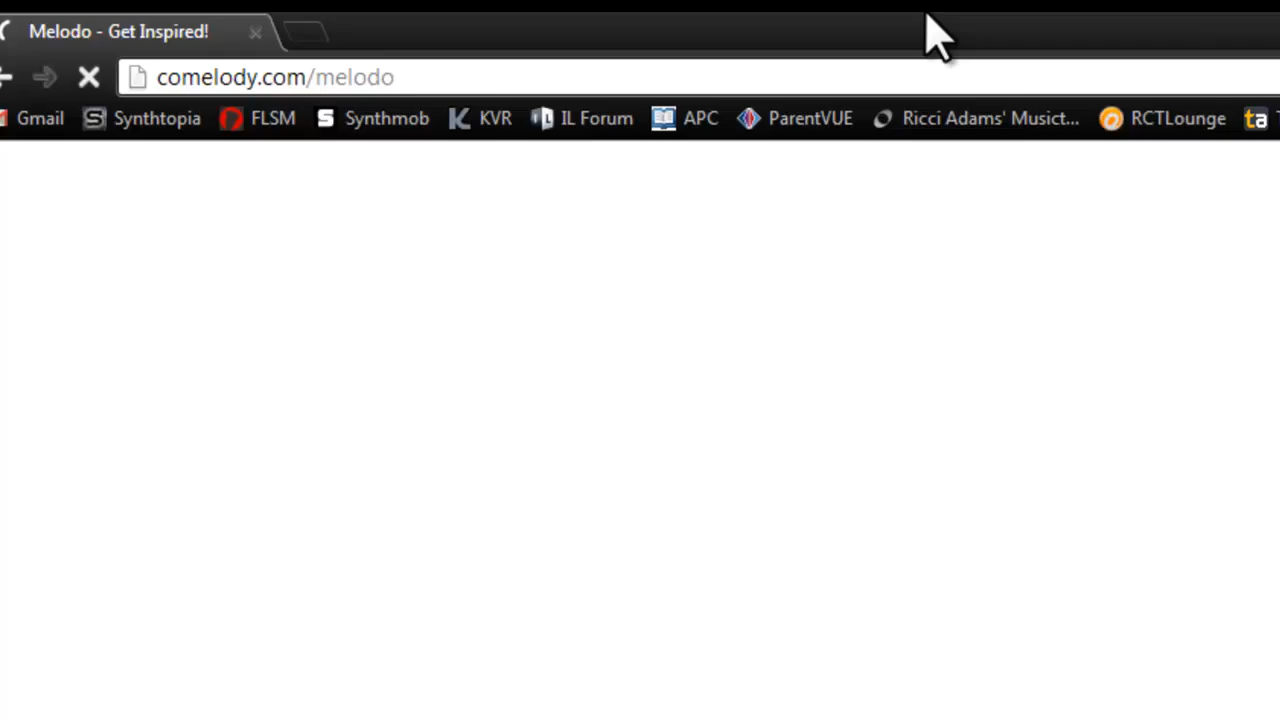 Melodo - Get Inspired!
comelody.com/melodo
Gmail Synthtopia FLSM Synthmob KVR IL Forum APC ParentVUE Ricci Adams' Musict... RCTLounge